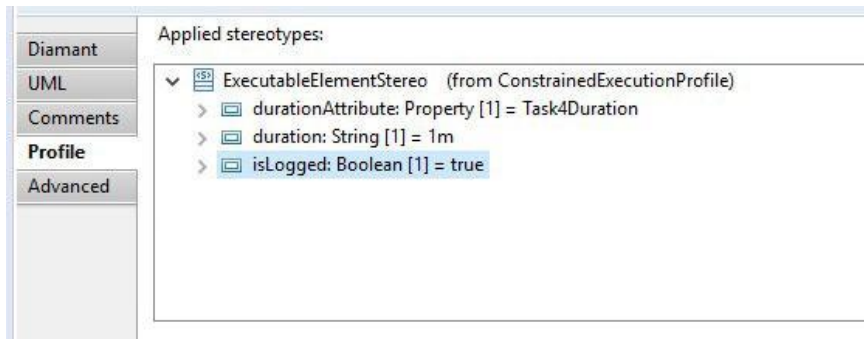 Applied stereotypes:
Diamant
UML
Comments
Profile
Advanced
<S>
ExecutableElementStereo (from ConstrainedExecutionProfile)
durationAttribute: Property [1] = Task4Duration
duration: String [1] = 1m
isLogged: Boolean [1] = true